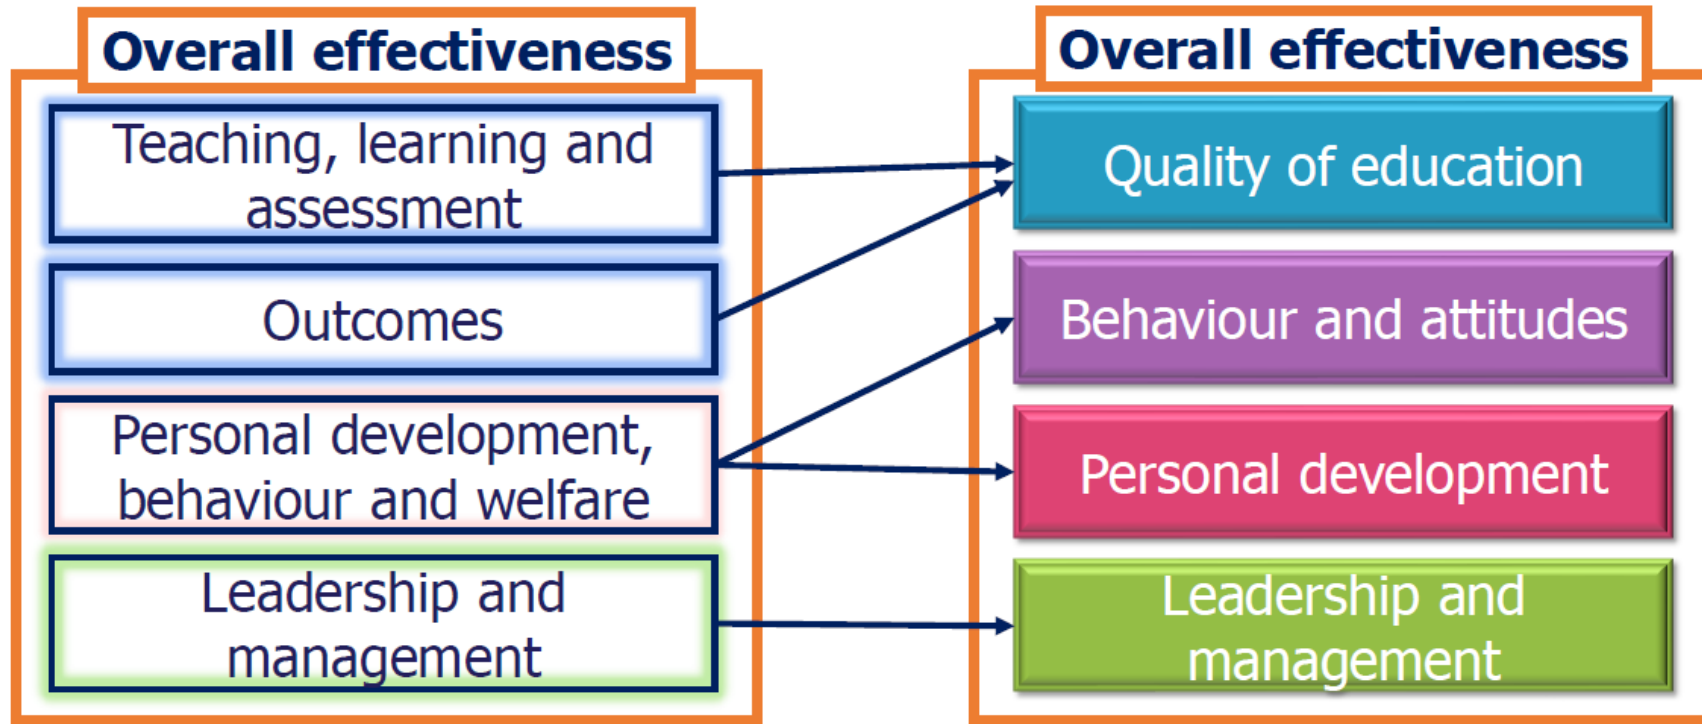 Overall effectiveness
Teaching, learning and
assessment
Outcomes
Personal development,
behaviour and welfare
Leadership and
management
Overall effectiveness
Quality of education
Behaviour and attitudes
Personal development
Leadership and
management